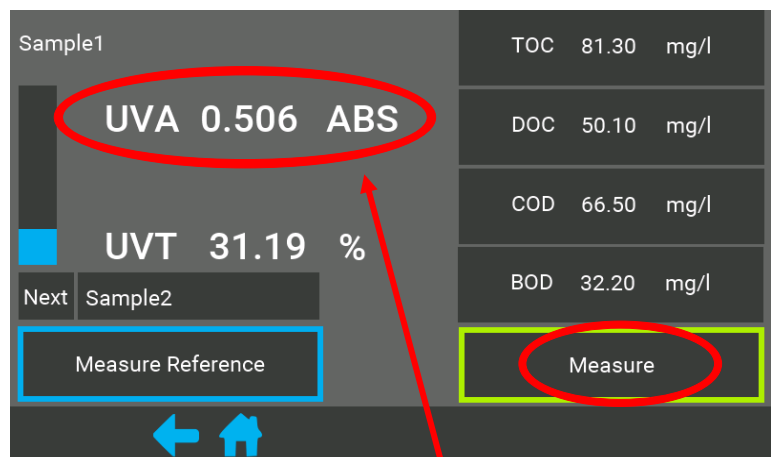 Sample1
UVA 0.506 ABS
UVT 31.19 %
Next Sample2
Measure Reference
TOC 81.30 mg/l
DOC 50.10 mg/l
COD 66.50 mg/l
BOD 32.20 mg/l
Measure